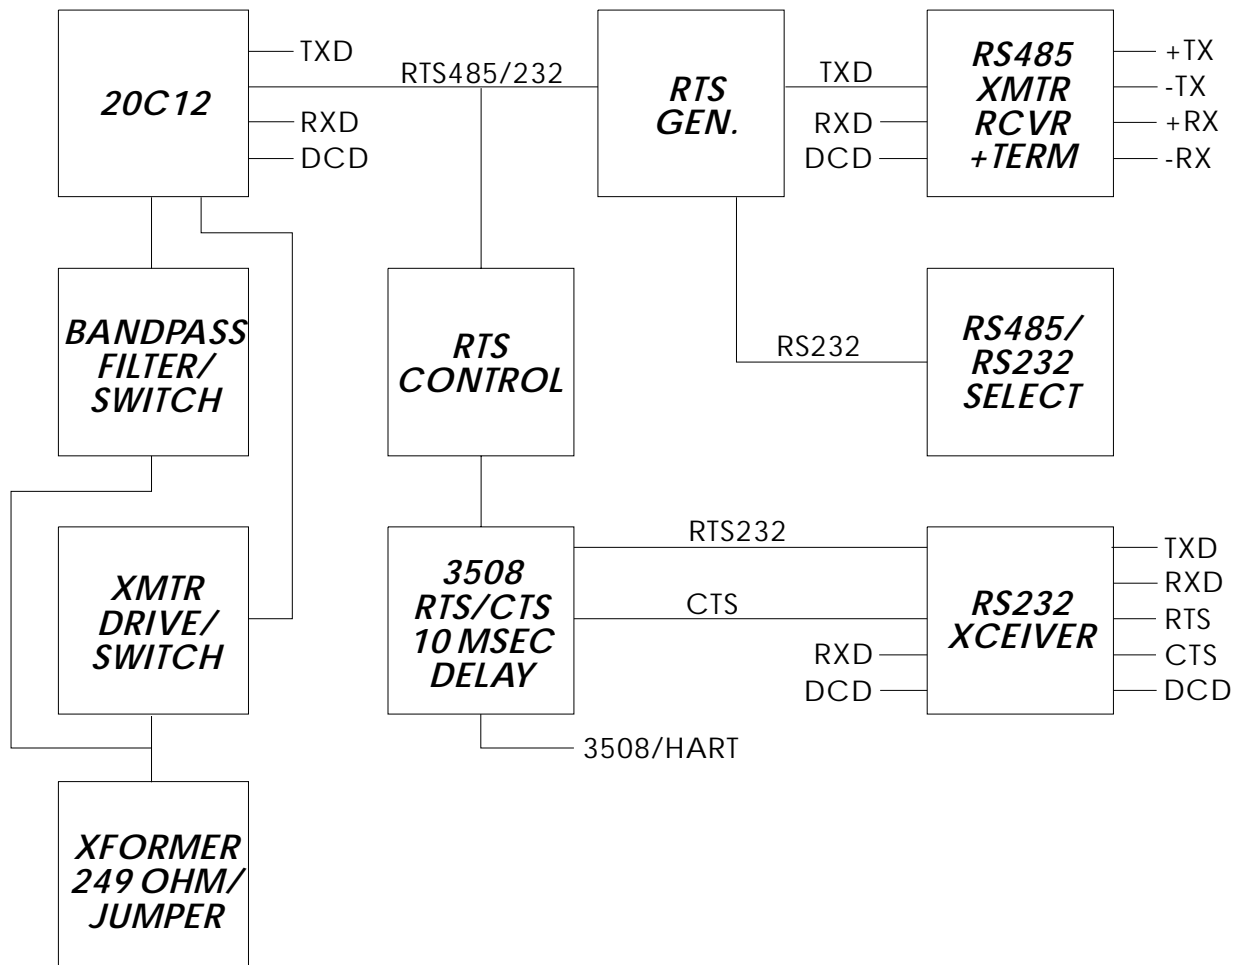 20C12
TXD
RTS485/232
RXD
DCD
RTS
GEN.
TXD
RXD
DCD
RS485
XMTR
RCVR
+TERM
+TX
-TX
+RX
-RX
BANDPASS
FILTER/
SWITCH
RTS
CONTROL
RS232
RS485/
RS232
SELECT
XMTR
DRIVE/
SWITCH
3508
RTS/CTS
10 MSEC
DELAY
RTS232
CTS
RXD
DCD
RS232
XCEIVER
TXD
RXD
RTS
CTS
DCD
3508/HART
XFORMER
249 OHM/
JUMPER